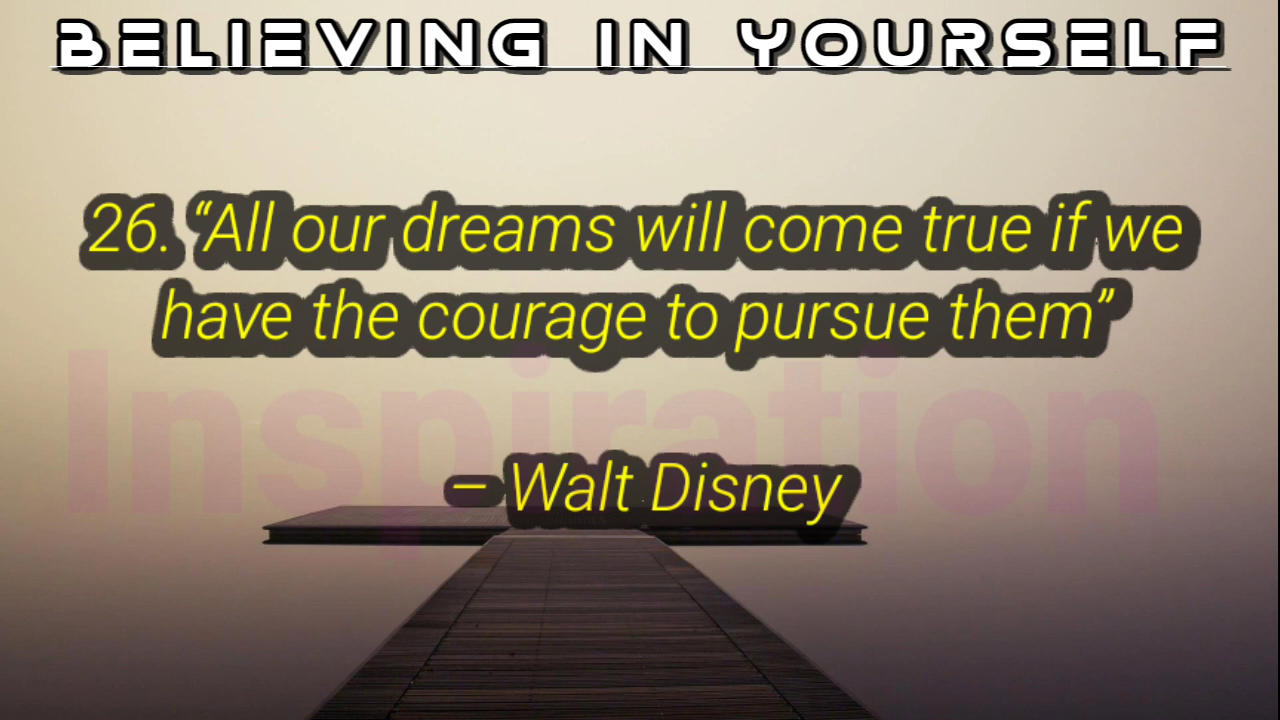 BELIEVING IN YOURSELF
26. “All our dreams will come true if we
have the courage to pursue them”
Inspiration
– Walt Disney